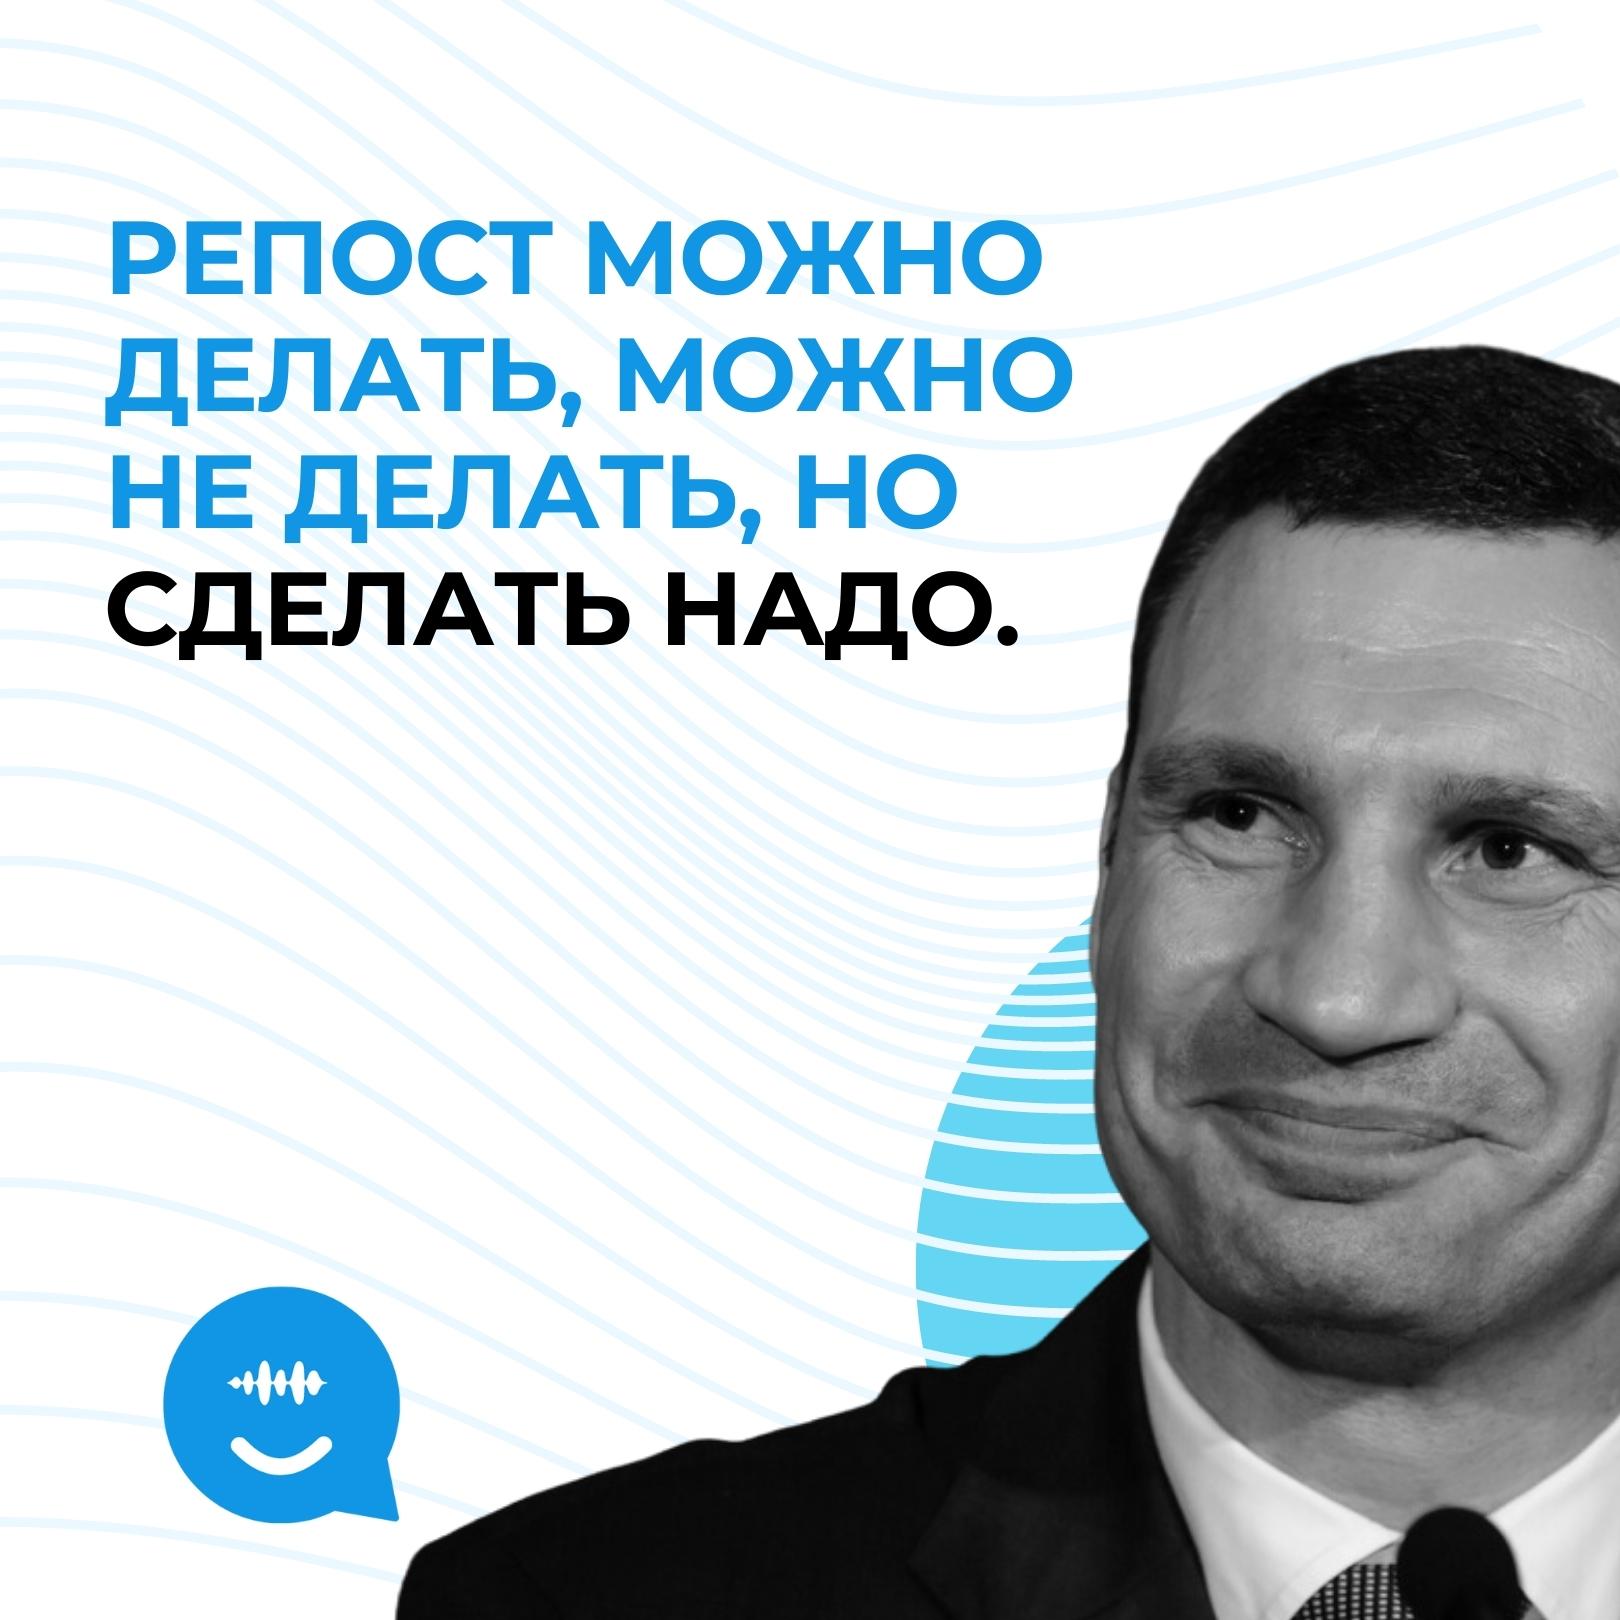 РЕПОСТ МОЖНО
ДЕЛАТЬ, МОЖНО
НЕ ДЕЛАТЬ, НО
СДЕЛАТЬ НАДО.